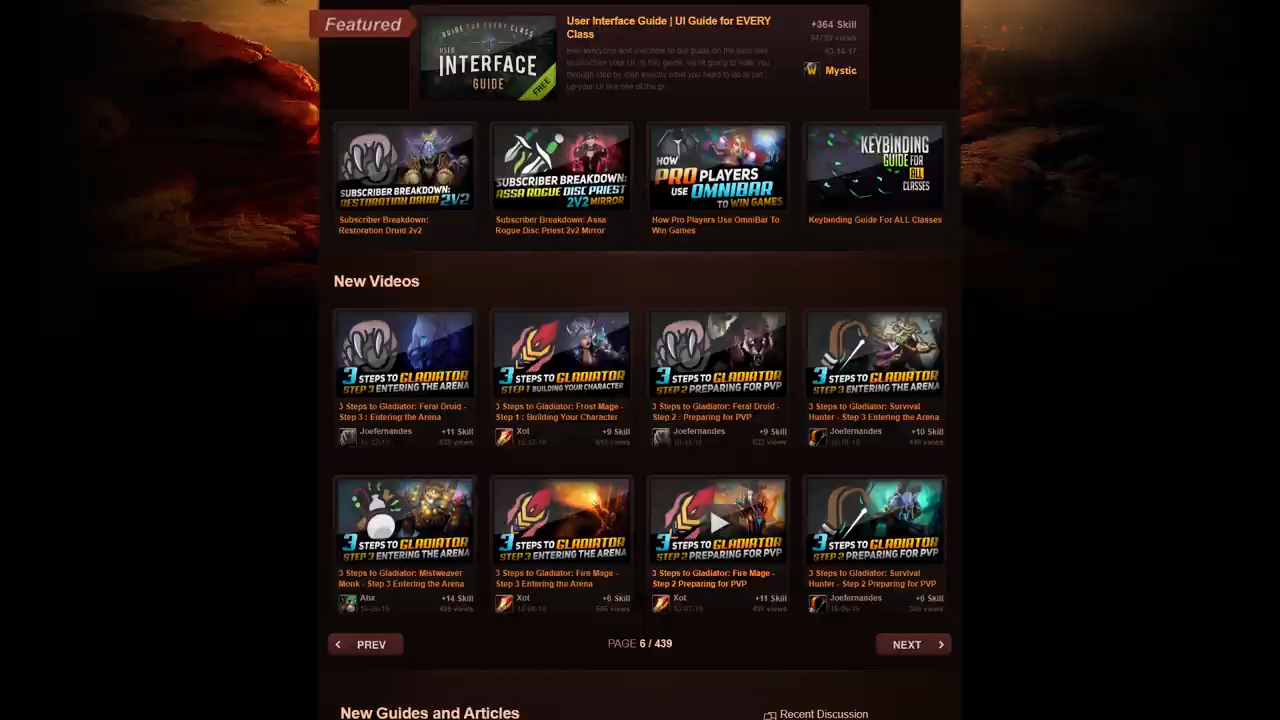 Featured
GUIDE FOR EVERY CLASS
USER
INTERFACE
GUIDE
FREE
User Interface Guide | UI Guide for EVERY
Class
+364 Skill
03-14-17
Mystic
SUBSCRIBER BREAKDOWN:
RESTORATION DRUID 2V2
SUBSCRIBER BREAKDOWN:
ASSA ROGUE DISC PRIEST
2V2 MIRROR
HOW
PRO PLAYERS
USE OMNIBAR
TO WIN GAMES
KEYBINDING
GUIDE FOR
ALL
CLASSES
Subscriber Breakdown:
Restoration Druid 2v2
Subscriber Breakdown: Assa
Rogue Disc Priest 2v2 Mirror
How Pro Players Use OmniBar To
Win Games
Keybinding Guide For ALL Classes
New Videos
3 STEPS TO GLADIATOR
STEP 3 ENTERING THE ARENA
3 STEPS TO GLADIATOR
STEP 1 BUILDING YOUR CHARACTER
3 STEPS TO GLADIATOR
STEP 2 PREPARING FOR PVP
3 STEPS TO GLADIATOR
STEP 3 ENTERING THE ARENA
3 Steps to Gladiator: Feral Druid -
Step 3 : Entering the Arena
3 Steps to Gladiator: Frost Mage -
Step 1 : Building Your Character
3 Steps to Gladiator: Feral Druid -
Step 2 : Preparing for PVP
3 Steps to Gladiator: Survival
Hunter - Step 3 Entering the Arena
Joefernandes +11 Skill
Xot +9 Skill
Joefernandes +9 Skill
Joefernandes +10 Skill
3 STEPS TO GLADIATOR
STEP 3 ENTERING THE ARENA
3 STEPS TO GLADIATOR
STEP 3 ENTERING THE ARENA
3 STEPS TO GLADIATOR
STEP 2 PREPARING FOR PVP
3 STEPS TO GLADIATOR
STEP 2 PREPARING FOR PVP
3 Steps to Gladiator: Mistweaver
Monk - Step 3 Entering the Arena
3 Steps to Gladiator: Fire Mage -
Step 3 Entering the Arena
3 Steps to Gladiator: Fire Mage -
Step 2 Preparing for PVP
3 Steps to Gladiator: Survival
Hunter - Step 2 Preparing for PVP
Abx +14 Skill
Xot +6 Skill
Xot +11 Skill
Joefernandes +6 Skill
PREV
PAGE 6 / 439
NEXT
New Guides and Articles
Recent Discussion